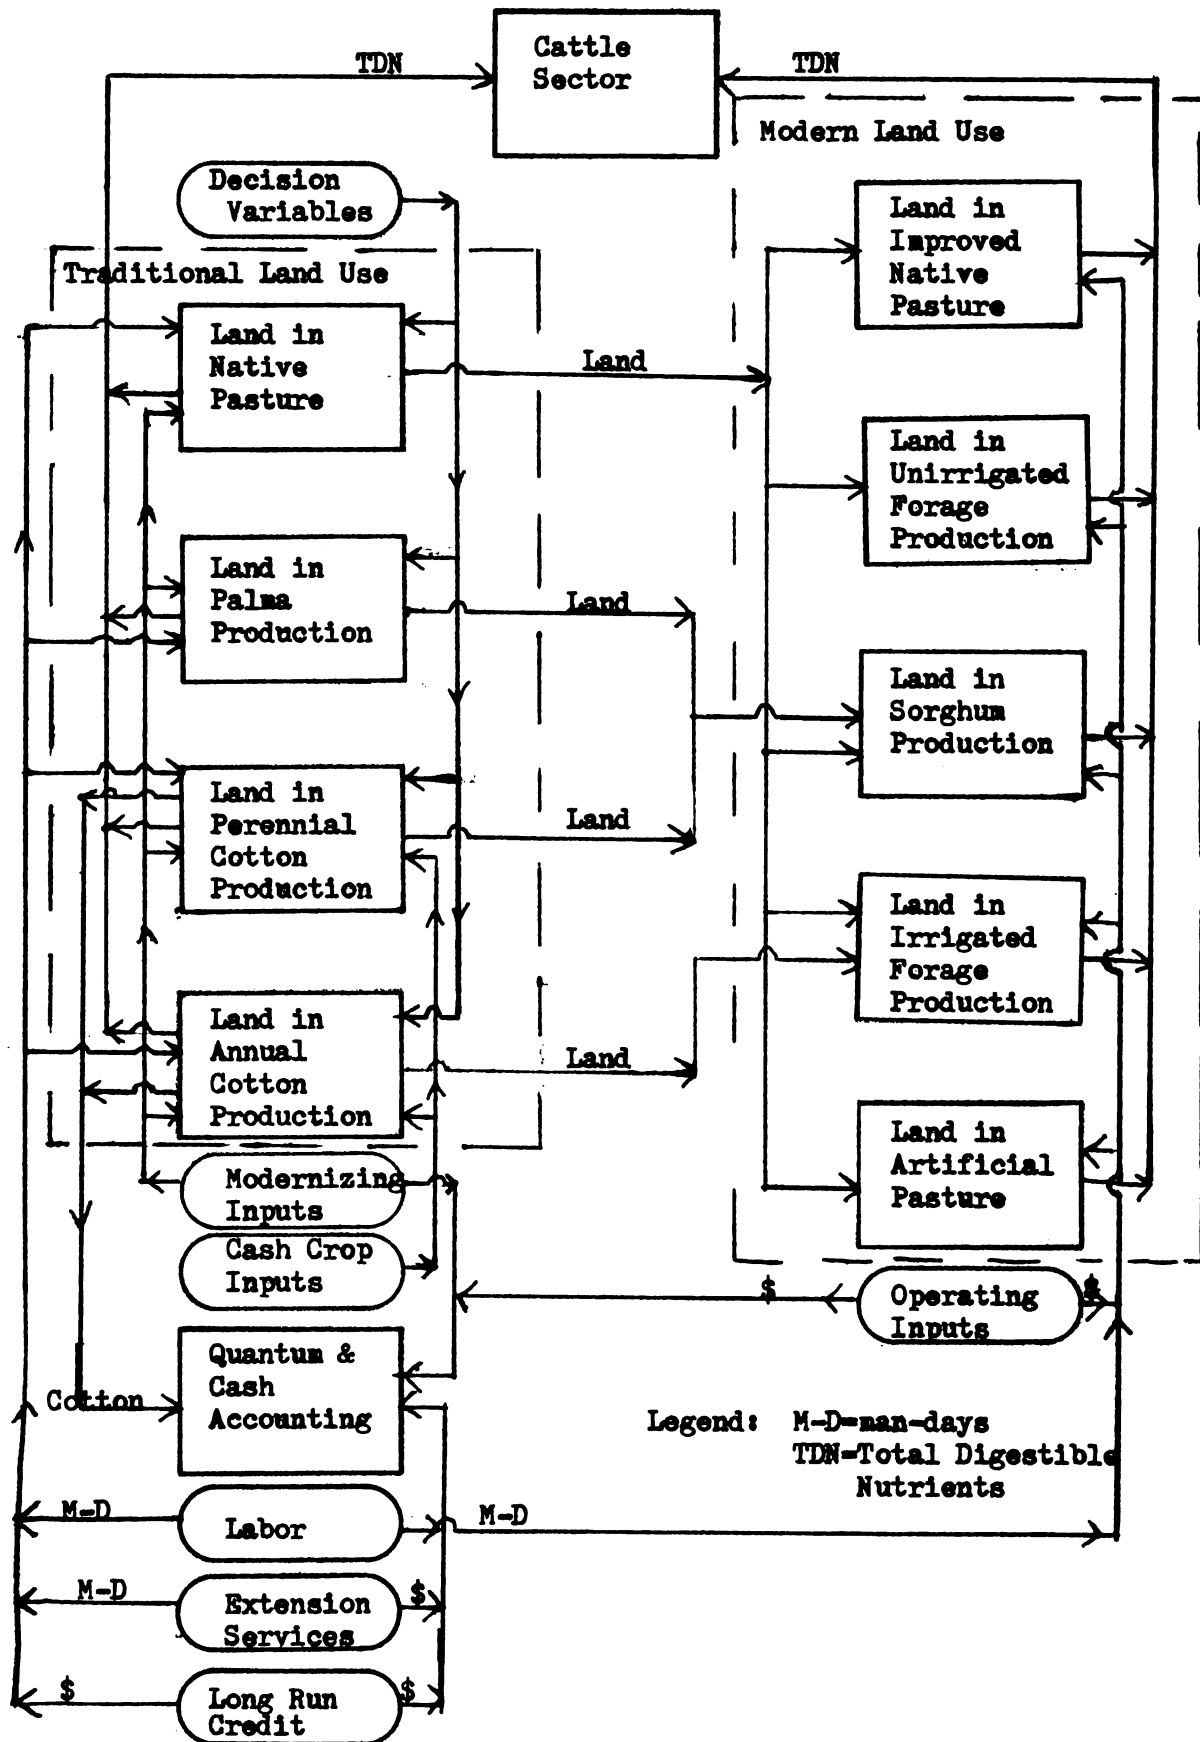 Cattle
Sector
TDN
TDN
Modern Land Use
Decision
Variables
Traditional Land Use
Land in
Native
Pasture
Land
Land in
Improved
Native
Pasture
Land in
Unirrigated
Forage
Production
Land in
Palma
Production
Land
Land in
Sorghum
Production
Land in
Perennial
Cotton
Production
Land
Land in
Irrigated
Forage
Production
Land in
Annual
Cotton
Production
Land
Land in
Artificial
Pasture
Modernizing
Inputs
Cash Crop
Inputs
$
Operating
Inputs
$
Quantum &
Cash
Accounting
Cotton
Legend: M-D=man-days
TDN=Total Digestible
Nutrients
M-D
Labor
M-D
M-D
Extension
Services
$
$
Long Run
Credit
$